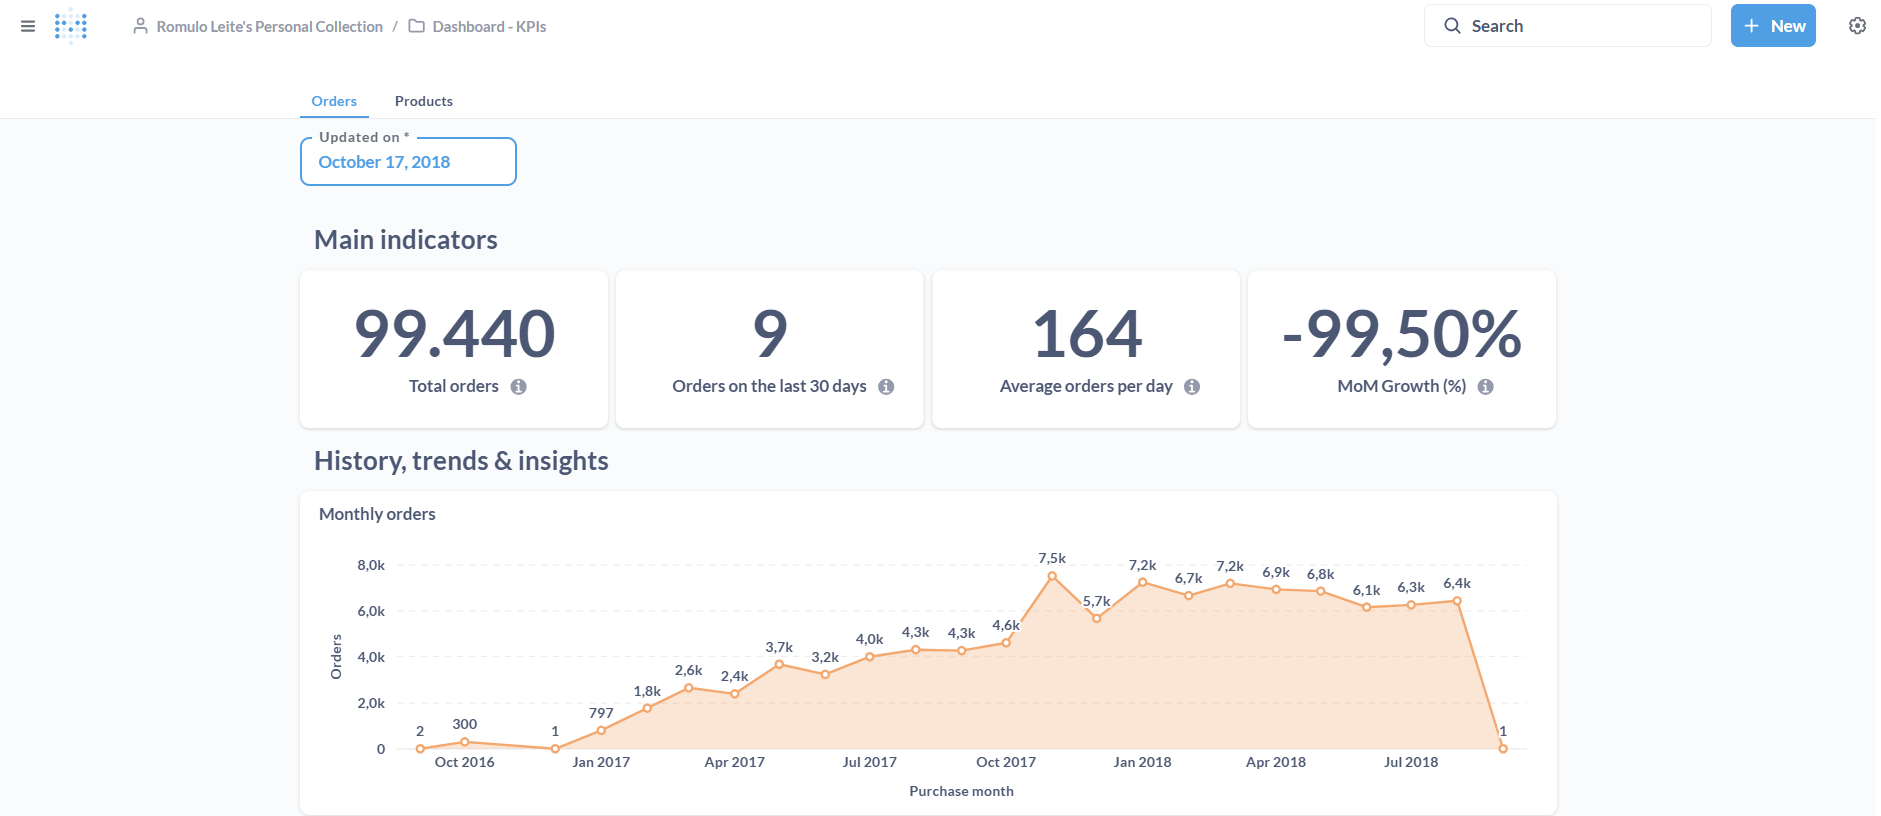 Romulo Leite's Personal Collection / Dashboard - KPIs
Search
New
Orders Products
Updated on *
October 17, 2018
Main indicators
99.440
Total orders
9
Orders on the last 30 days
164
Average orders per day
-99,50%
MoM Growth (%)
History, trends & insights
Monthly orders
8,0k
6,0k
4,0k
2,0k
0
Orders
2
300
1
797
1,8k
2,6k
2,4k
3,7k
3,2k
4,0k
4,3k
4,3k
4,6k
7,5k
5,7k
7,2k
6,7k
7,2k
6,9k
6,8k
6,1k
6,3k
6,4k
1
Oct 2016 Jan 2017 Apr 2017 Jul 2017 Oct 2017 Jan 2018 Apr 2018 Jul 2018
Purchase month